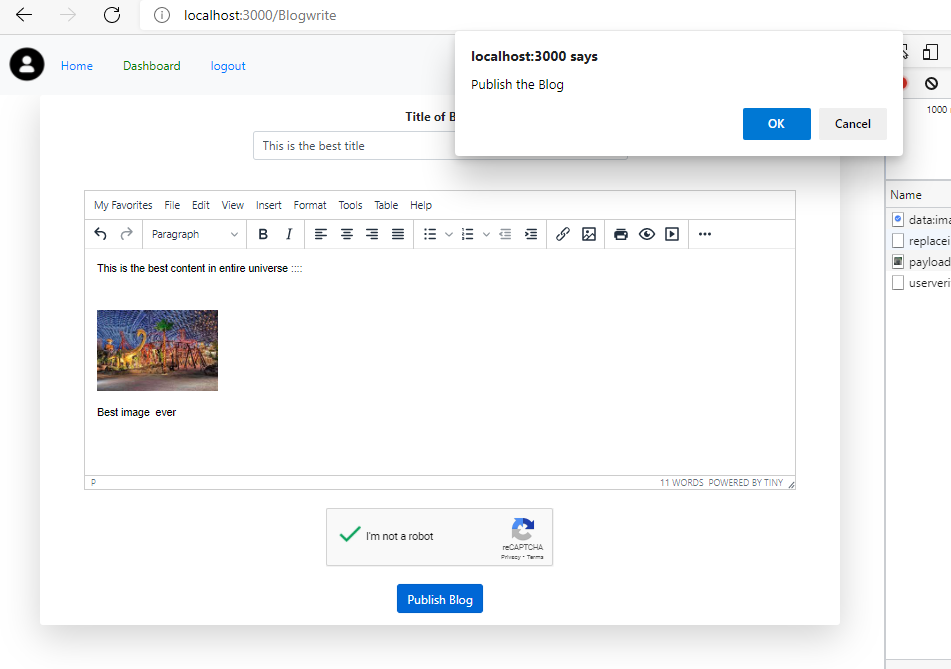 localhost:3000/Blogwrite
localhost:3000 says
Publish the Blog
OK Cancel
Home Dashboard logout
Title of B
This is the best title
My Favorites File Edit View Insert Format Tools Table Help
Paragraph B I
This is the best content in entire universe ::::
Best image ever
P 11 WORDS POWERED BY TINY
I'm not a robot
reCAPTCHA
Privacy - Terms
Publish Blog
1000
Name
data:ima
replacei
payload
userveri